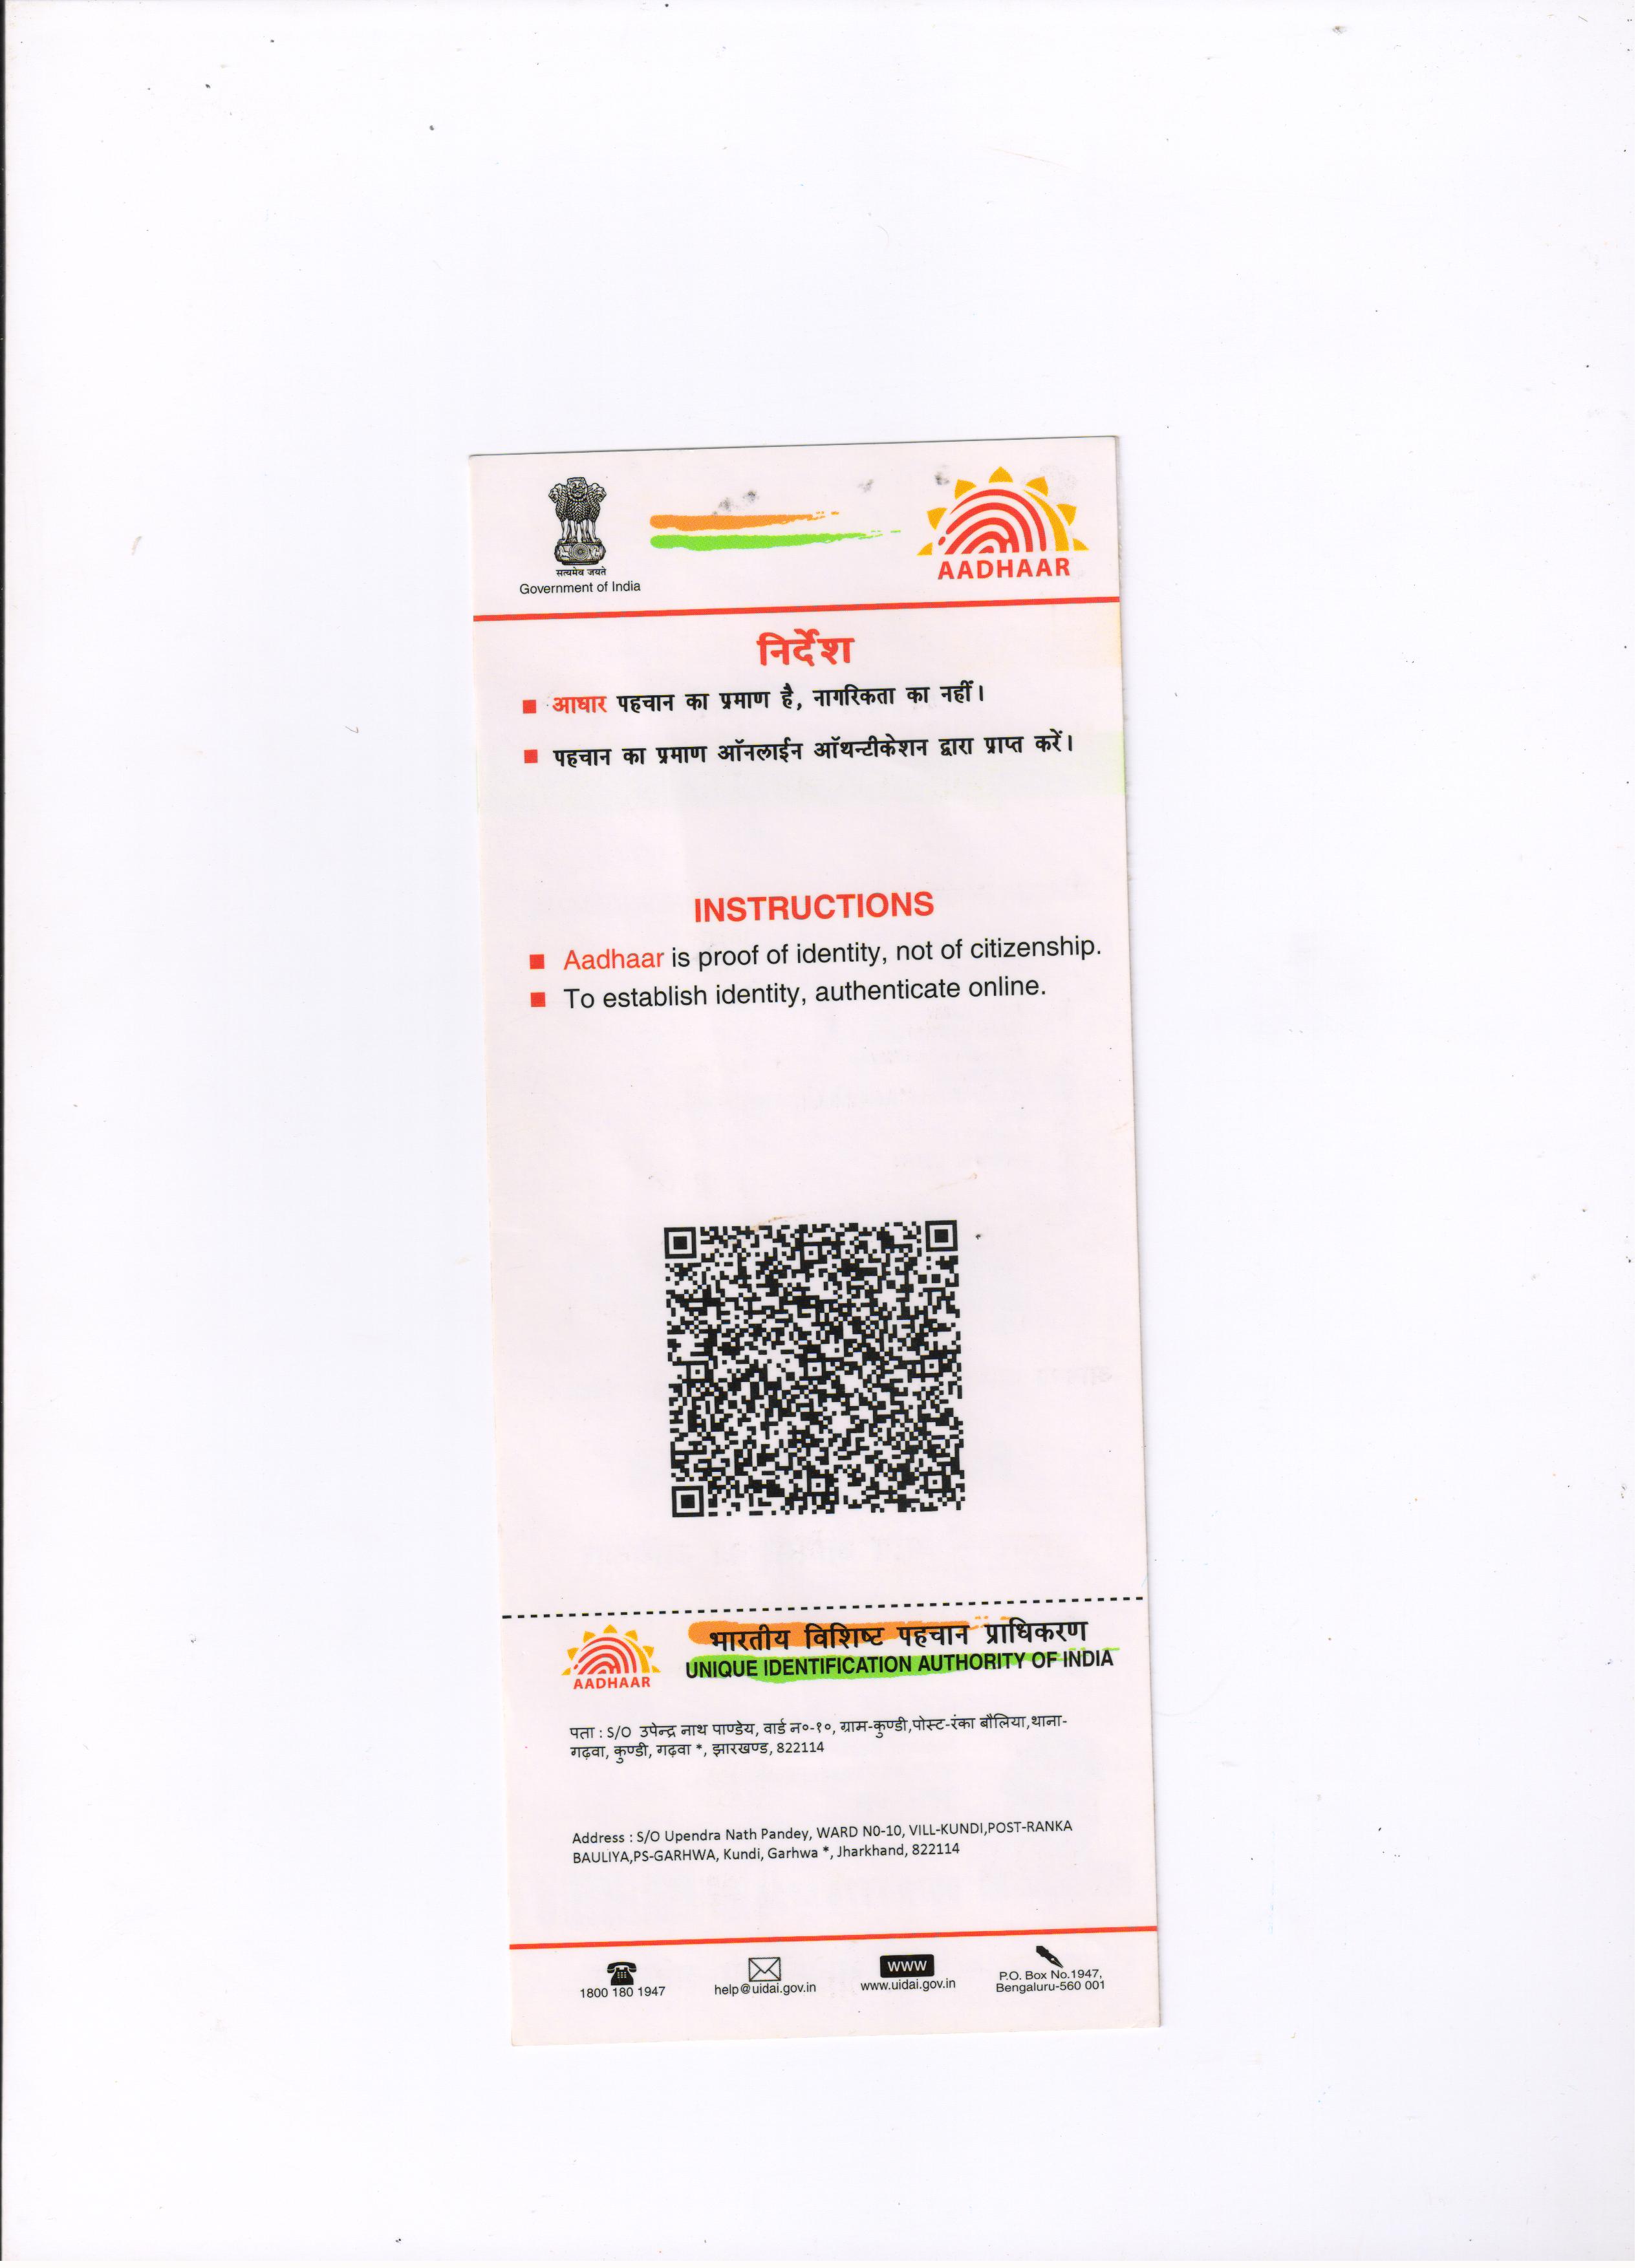 सत्यमेव जयते
Government of India
AADHAAR
निर्देश
आधार पहचान का प्रमाण है, नागरिकता का नहीं।
पहचान का प्रमाण ऑनलाईन ऑथन्टीकेशन द्वारा प्राप्त करें।
INSTRUCTIONS
Aadhaar is proof of identity, not of citizenship.
To establish identity, authenticate online.
भारतीय विशिष्ट पहचान प्राधिकरण
UNIQUE IDENTIFICATION AUTHORITY OF INDIA
AADHAAR
पता : S/O उपेन्द्र नाथ पाण्डेय, वार्ड न०-१०, ग्राम-कुण्डी,पोस्ट-रंका बौलिया,थाना-
गढ़वा, कुण्डी, गढ़वा *, झारखण्ड, 822114
Address : S/O Upendra Nath Pandey, WARD N0-10, VILL-KUNDI,POST-RANKA
BAULIYA,PS-GARHWA, Kundi, Garhwa *, Jharkhand, 822114
1800 180 1947
help@uidai.gov.in
WWW
www.uidai.gov.in
P.O. Box No.1947,
Bengaluru-560 001